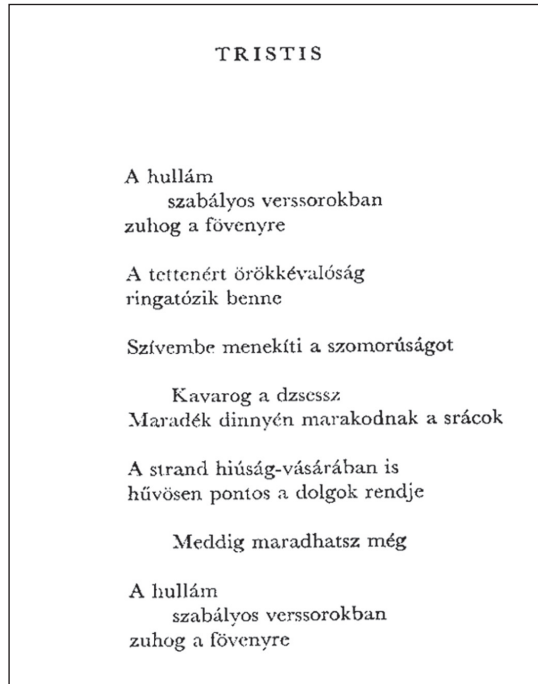 TRISTIS
A hullám
szabályos verssorokban
zuhog a fövenyre
A tettenért örökkévalóság
ringatózik benne
Szívembe menekíti a szomorúságot
Kavarog a dzsessz
Maradék dinnyén marakodnak a srácok
A strand hiúság-vásárában is
hűvösen pontos a dolgok rendje
Meddig maradhatsz még
A hullám
szabályos verssorokban
zuhog a fövenyre